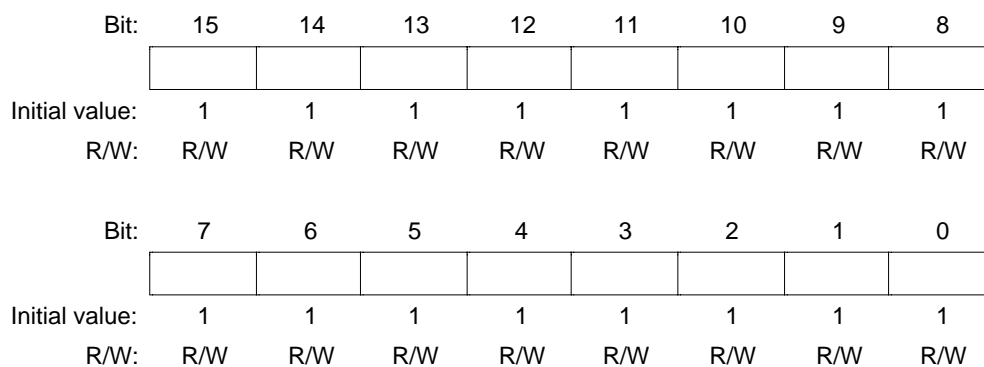 Bit: 15 14 13 12 11 10 9 8
Initial value: 1 1 1 1 1 1 1 1
R/W: R/W R/W R/W R/W R/W R/W R/W R/W
Bit: 7 6 5 4 3 2 1 0
Initial value: 1 1 1 1 1 1 1 1
R/W: R/W R/W R/W R/W R/W R/W R/W R/W